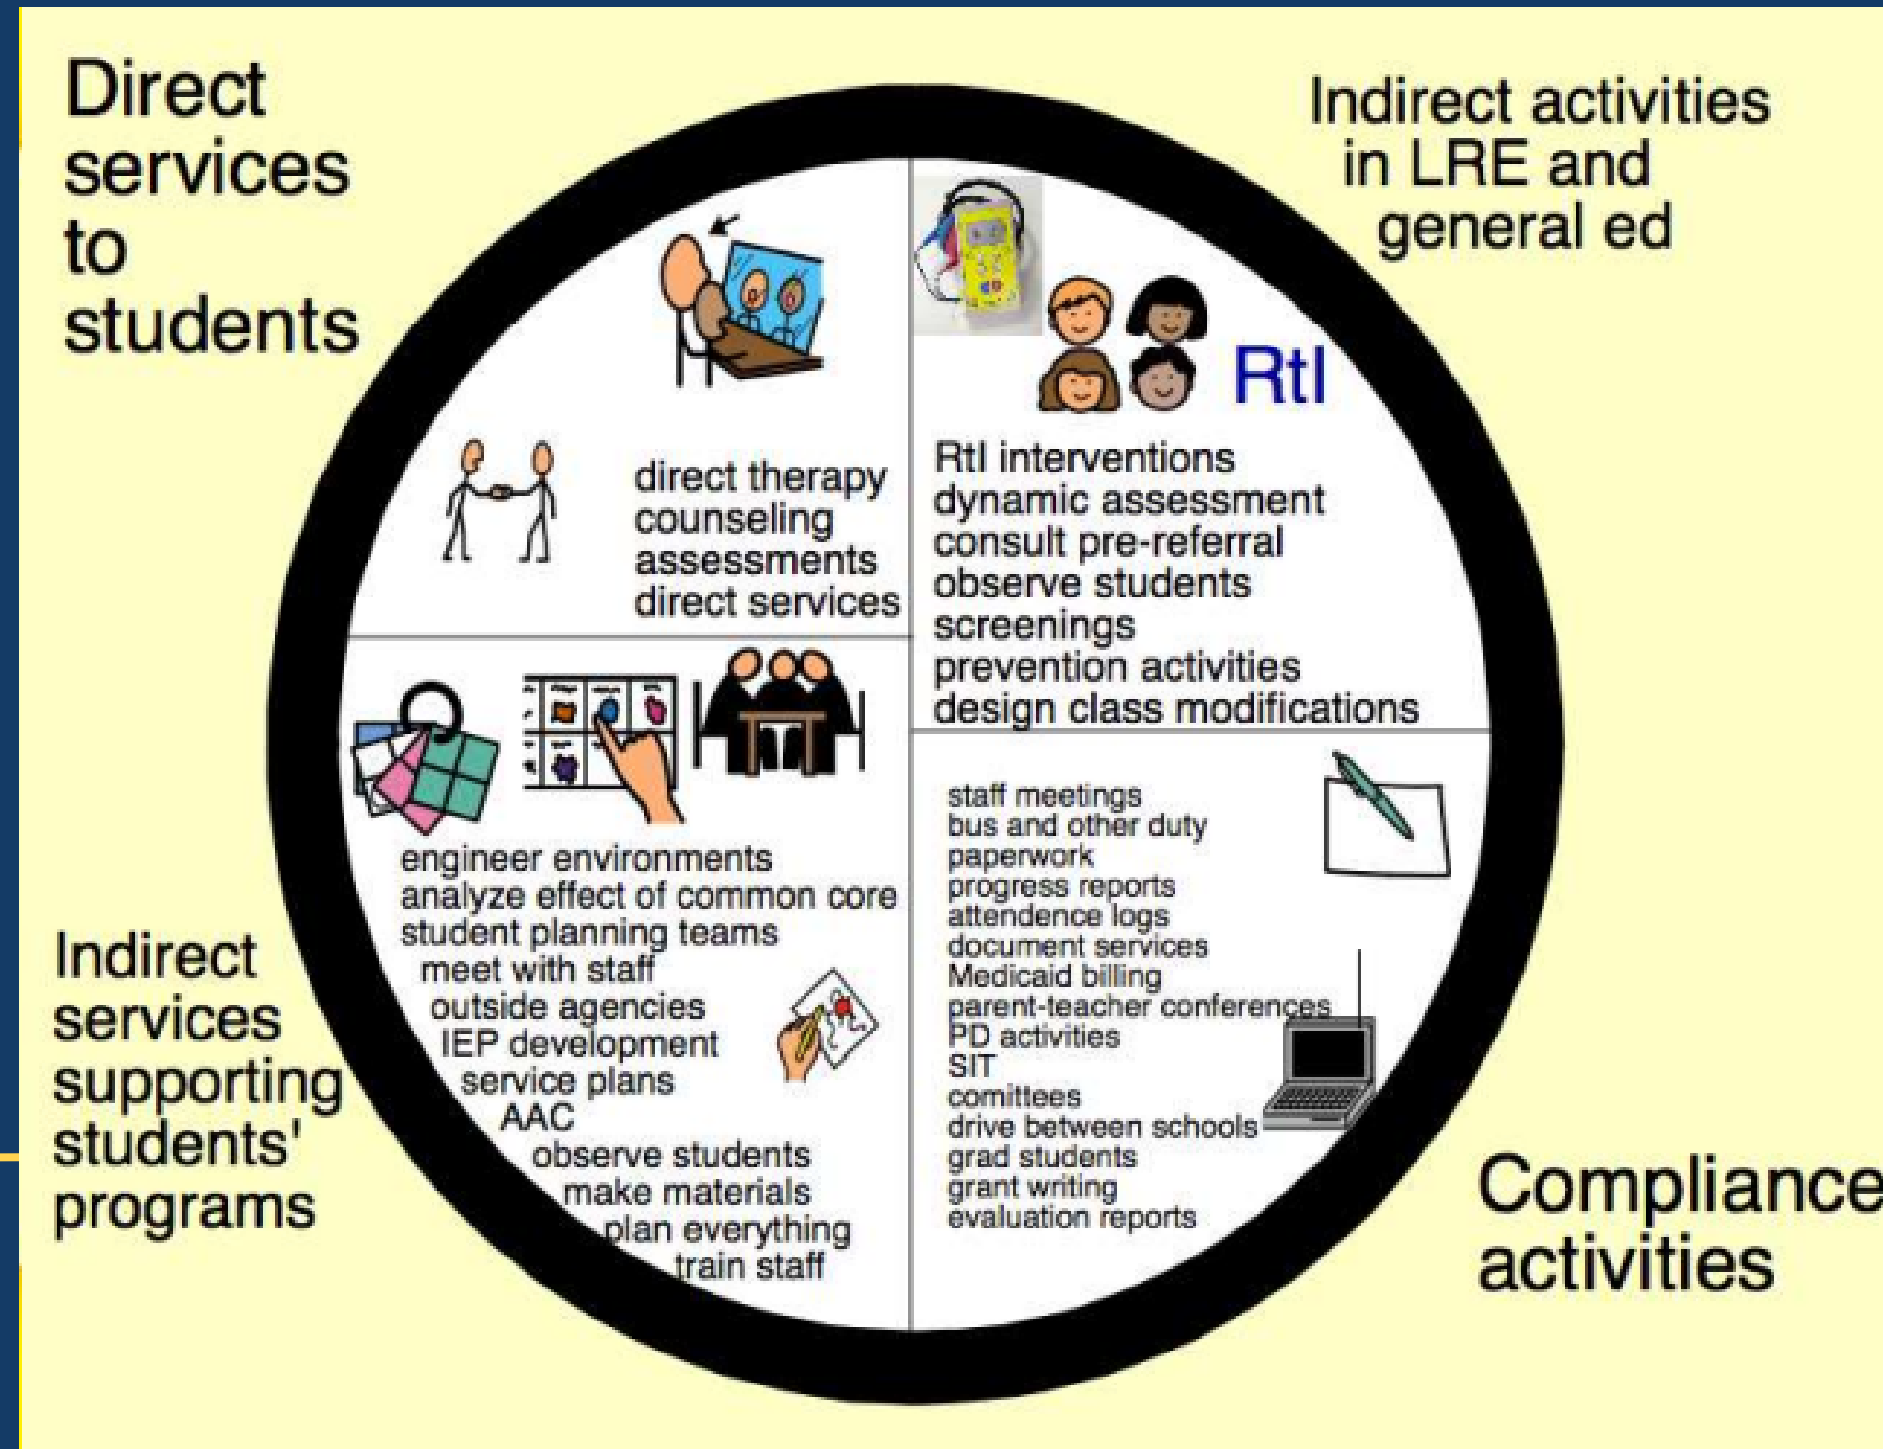 Direct
services
to
students
Indirect activities
in LRE and
general ed
RtI
direct therapy
counseling
assessments
direct services
RtI interventions
dynamic assessment
consult pre-referral
observe students
screenings
prevention activities
design class modifications
Indirect
services
supporting
students'
programs
engineer environments
analyze effect of common core
student planning teams
meet with staff
outside agencies
IEP development
service plans
AAC
observe students
make materials
plan everything
train staff
staff meetings
bus and other duty
paperwork
progress reports
attendence logs
document services
Medicaid billing
parent-teacher conferences
PD activities
SIT
comittees
drive between schools
grad students
grant writing
evaluation reports
Compliance
activities